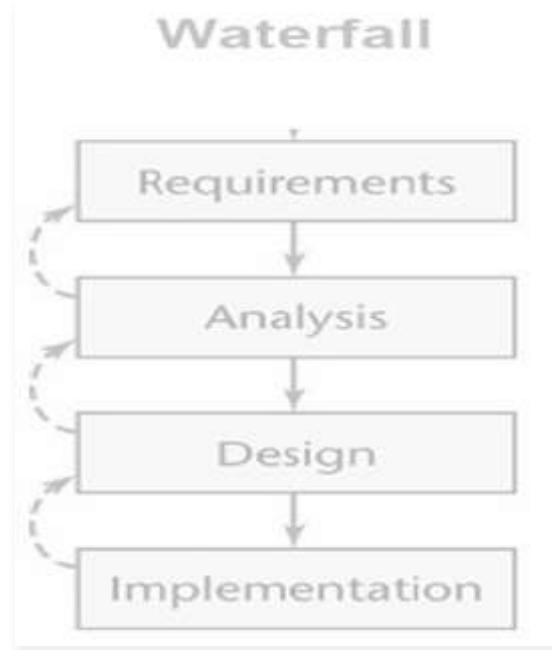 Waterfall
Requirements
Analysis
Design
Implementation